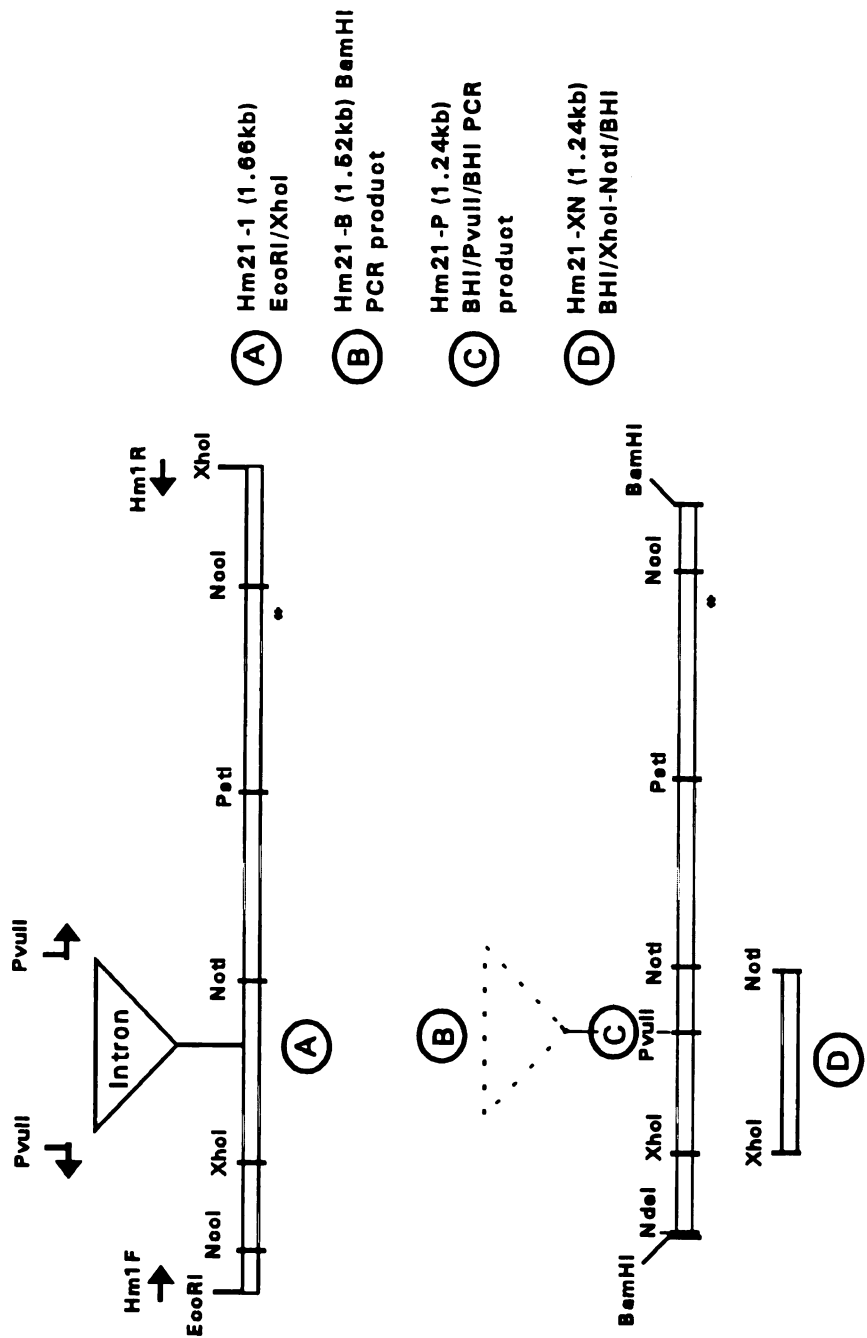 PvuII
PvuII
Hm1F
Intron
Hm1R
EcoRI
NcoI
XhoI
NotI
PstI
NcoI
XhoI
*
A
B
C
BamHI
NdeI
XhoI
PvuII
NotI
PstI
NcoI
BamHI
*
XhoI
NotI
D
A
Hm21-1 (1.66kb)
EcoRI/XhoI
B
Hm21-B (1.52kb) BamHI
PCR product
C
Hm21-P (1.24kb)
BHI/PvuII/BHI PCR
product
D
Hm21-XN (1.24kb)
BHI/XhoI-NotI/BHI